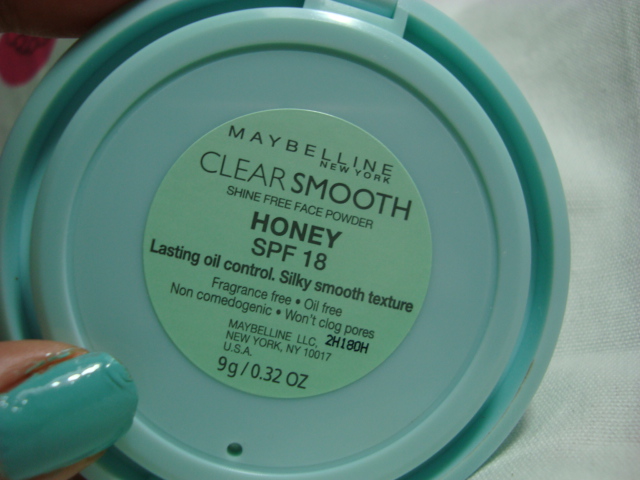 MAYBELLINE
NEW YORK
CLEAR SMOOTH
SHINE FREE FACE POWDER
HONEY
SPF 18
Lasting oil control. Silky smooth texture
Fragrance free • Oil free
Non comedogenic • Won't clog pores
MAYBELLINE LLC, 2H180H
NEW YORK, NY 10017
U.S.A.
9g / 0.32 OZ